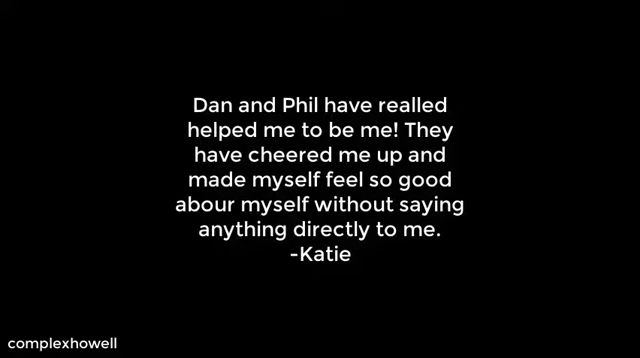 Dan and Phil have realled
helped me to be me! They
have cheered me up and
made myself feel so good
abour myself without saying
anything directly to me.
-Katie
complexhowell